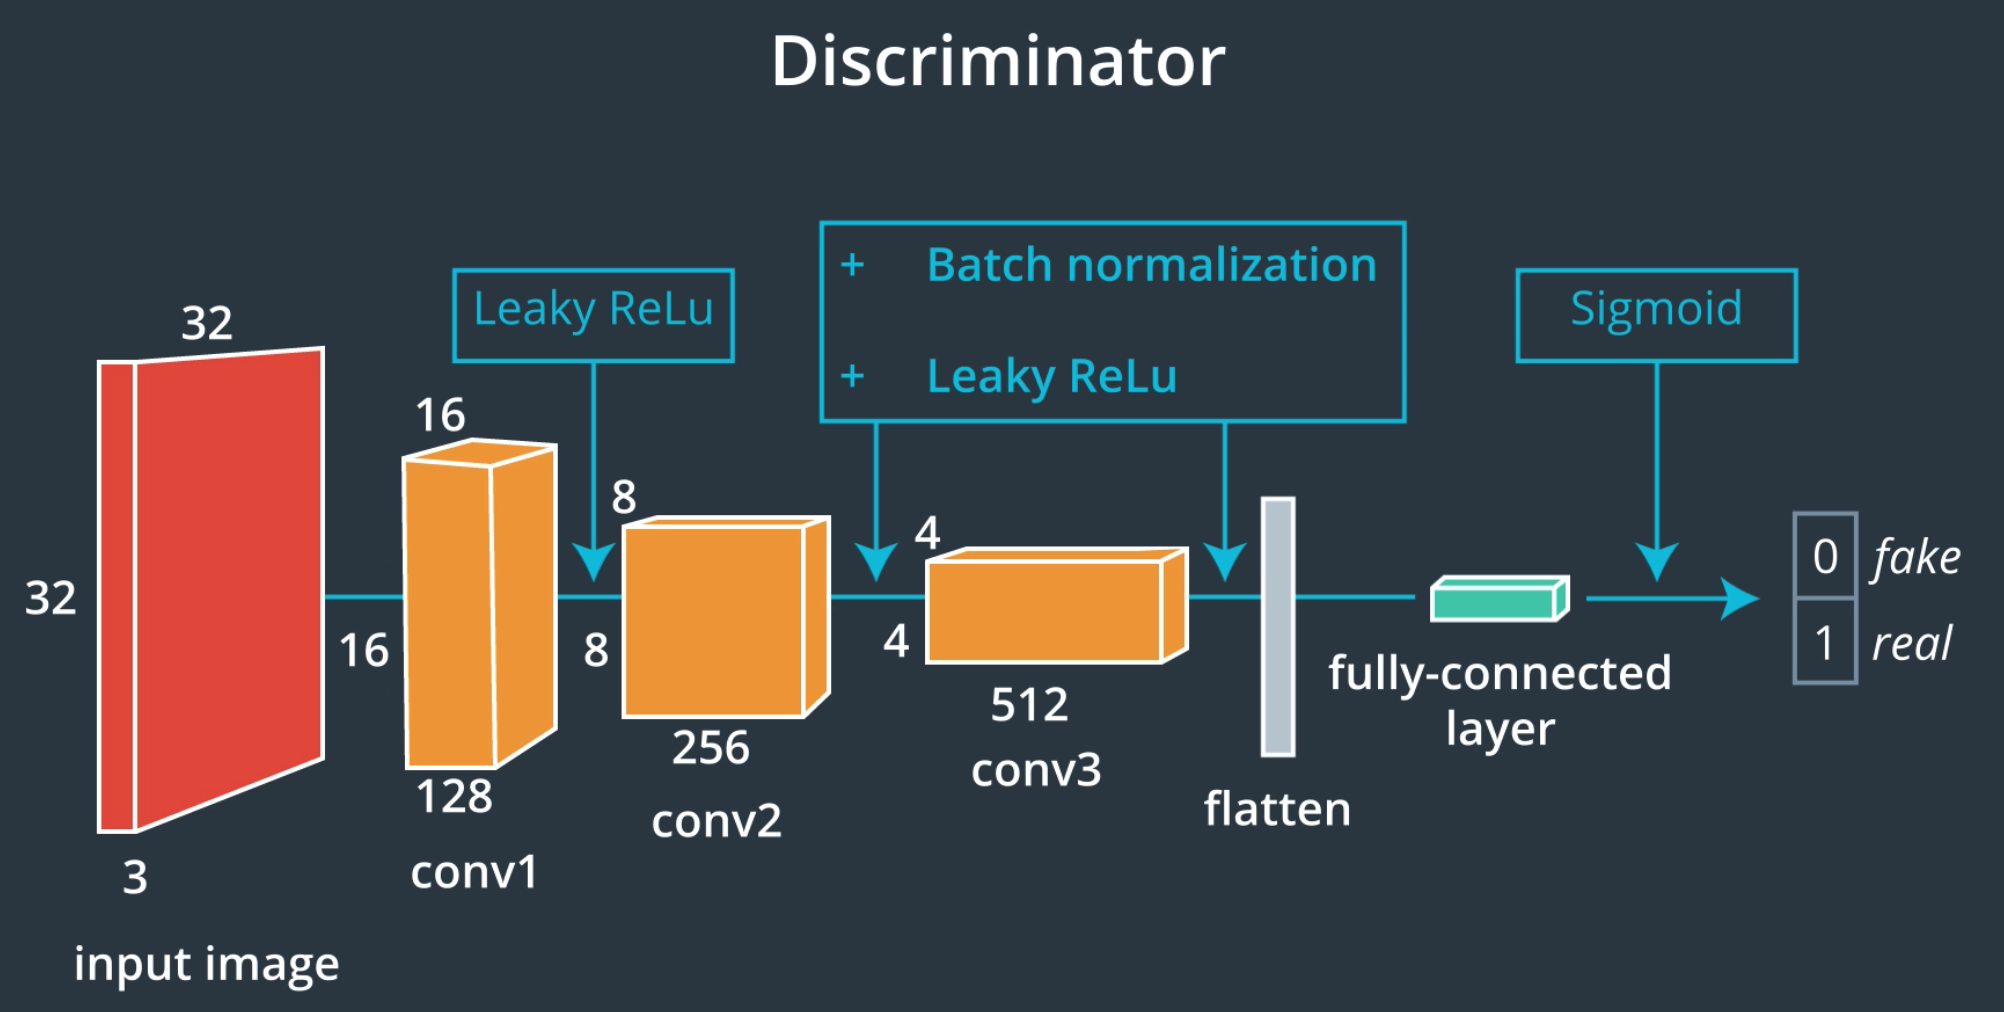 Discriminator
32
32
3
input image
16
16
128
conv1
Leaky ReLu
8
8
256
conv2
+ Batch normalization
+ Leaky ReLu
4
4
512
conv3
flatten
fully-connected
layer
Sigmoid
0 fake
1 real